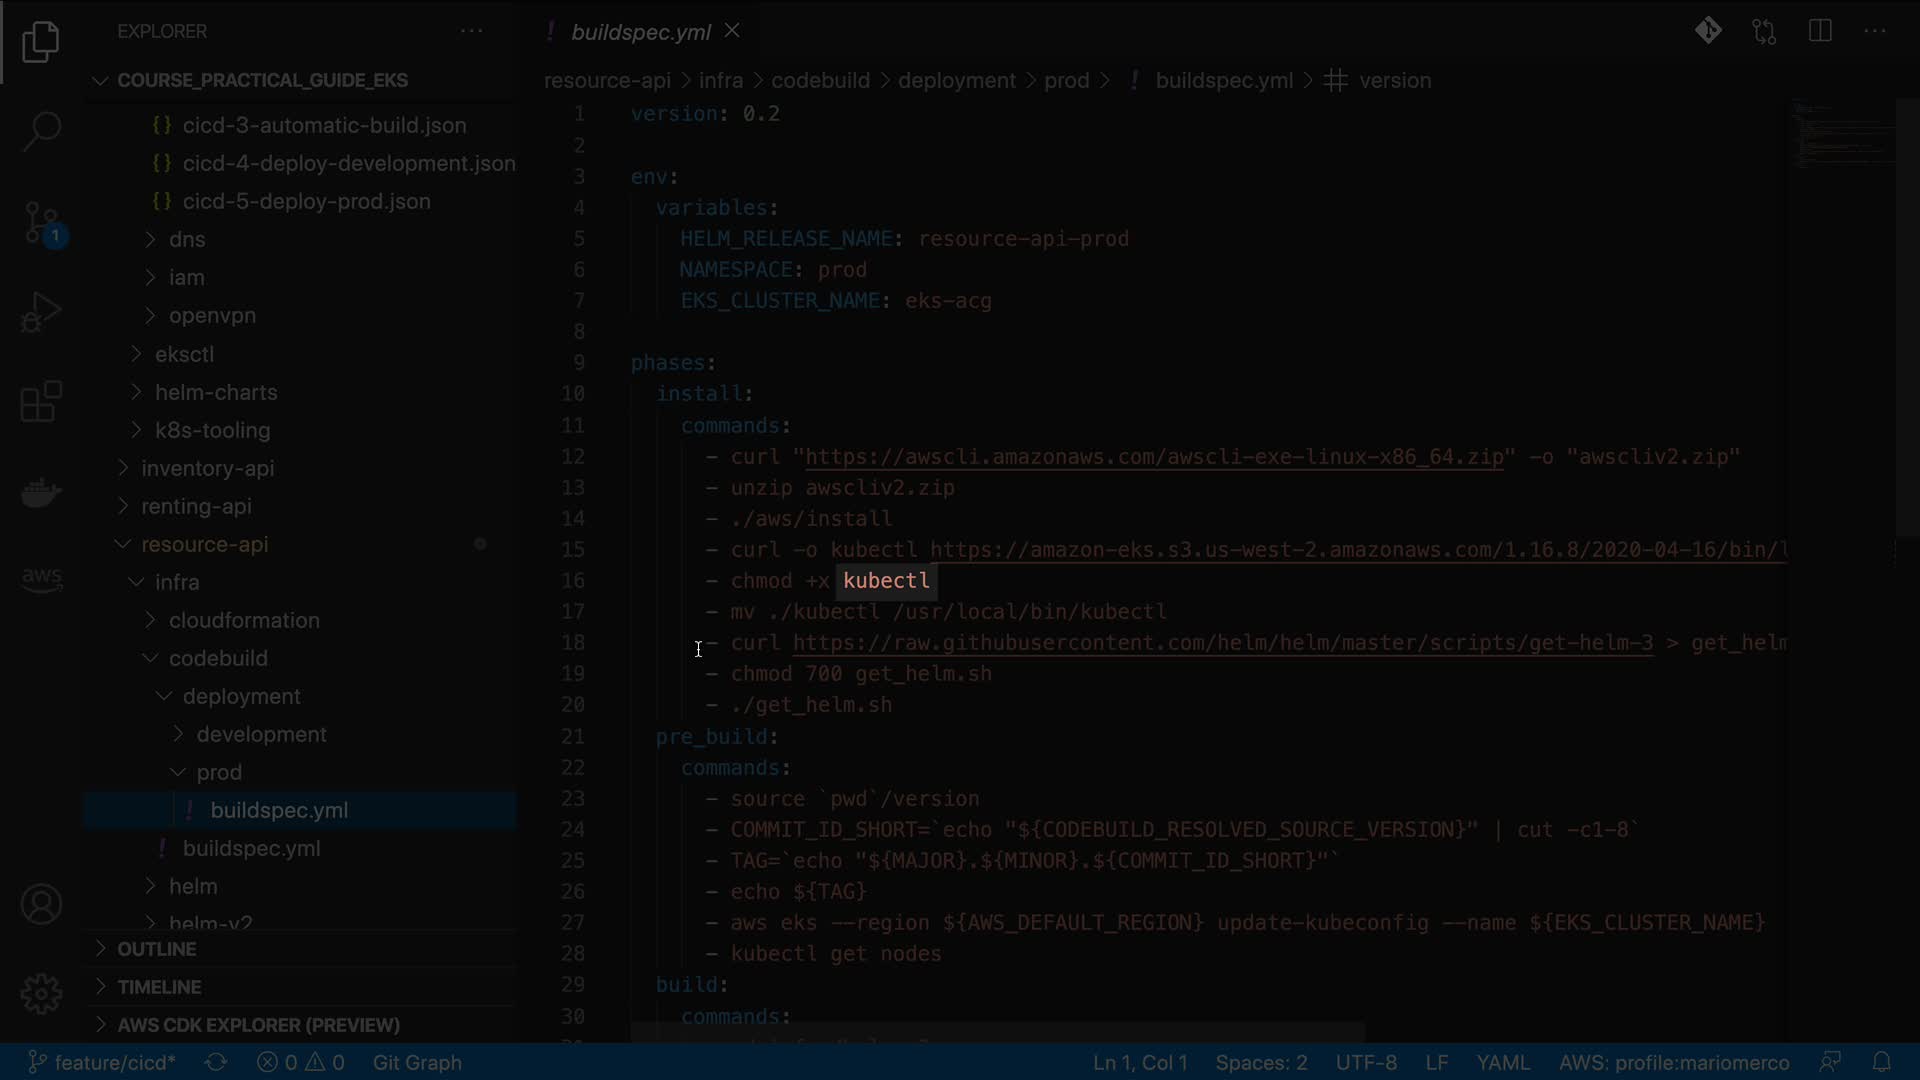 EXPLORER
COURSE_PRACTICAL_GUIDE_EKS
{} cicd-3-automatic-build.json
{} cicd-4-deploy-development.json
{} cicd-5-deploy-prod.json
dns
iam
openvpn
eksctl
helm-charts
k8s-tooling
inventory-api
renting-api
resource-api
infra
cloudformation
codebuild
deployment
development
prod
! buildspec.yml
! buildspec.yml
helm
helm-v2
OUTLINE
TIMELINE
AWS CDK EXPLORER (PREVIEW)
1
aws
! buildspec.yml
resource-api > infra > codebuild > deployment > prod > ! buildspec.yml > # version
1 version: 0.2
2
3 env:
4 variables:
5 HELM_RELEASE_NAME: resource-api-prod
6 NAMESPACE: prod
7 EKS_CLUSTER_NAME: eks-acg
8
9 phases:
10 install:
11 commands:
12 - curl "https://awscli.amazonaws.com/awscli-exe-linux-x86_64.zip" -o "awscliv2.zip"
13 - unzip awscliv2.zip
14 - ./aws/install
15 - curl -o kubectl https://amazon-eks.s3.us-west-2.amazonaws.com/1.16.8/2020-04-16/bin/l
16 - chmod +x kubectl
17 - mv ./kubectl /usr/local/bin/kubectl
18 - curl https://raw.githubusercontent.com/helm/helm/master/scripts/get-helm-3 > get_helm
19 - chmod 700 get_helm.sh
20 - ./get_helm.sh
21 pre_build:
22 commands:
23 - source `pwd`/version
24 - COMMIT_ID_SHORT=`echo "${CODEBUILD_RESOLVED_SOURCE_VERSION}" | cut -c1-8`
25 - TAG=`echo "${MAJOR}.${MINOR}.${COMMIT_ID_SHORT}"`
26 - echo ${TAG}
27 - aws eks --region ${AWS_DEFAULT_REGION} update-kubeconfig --name ${EKS_CLUSTER_NAME}
28 - kubectl get nodes
29 build:
30 commands:
feature/cicd* 0 0 Git Graph Ln 1, Col 1 Spaces: 2 UTF-8 LF YAML AWS: profile:mariomerco